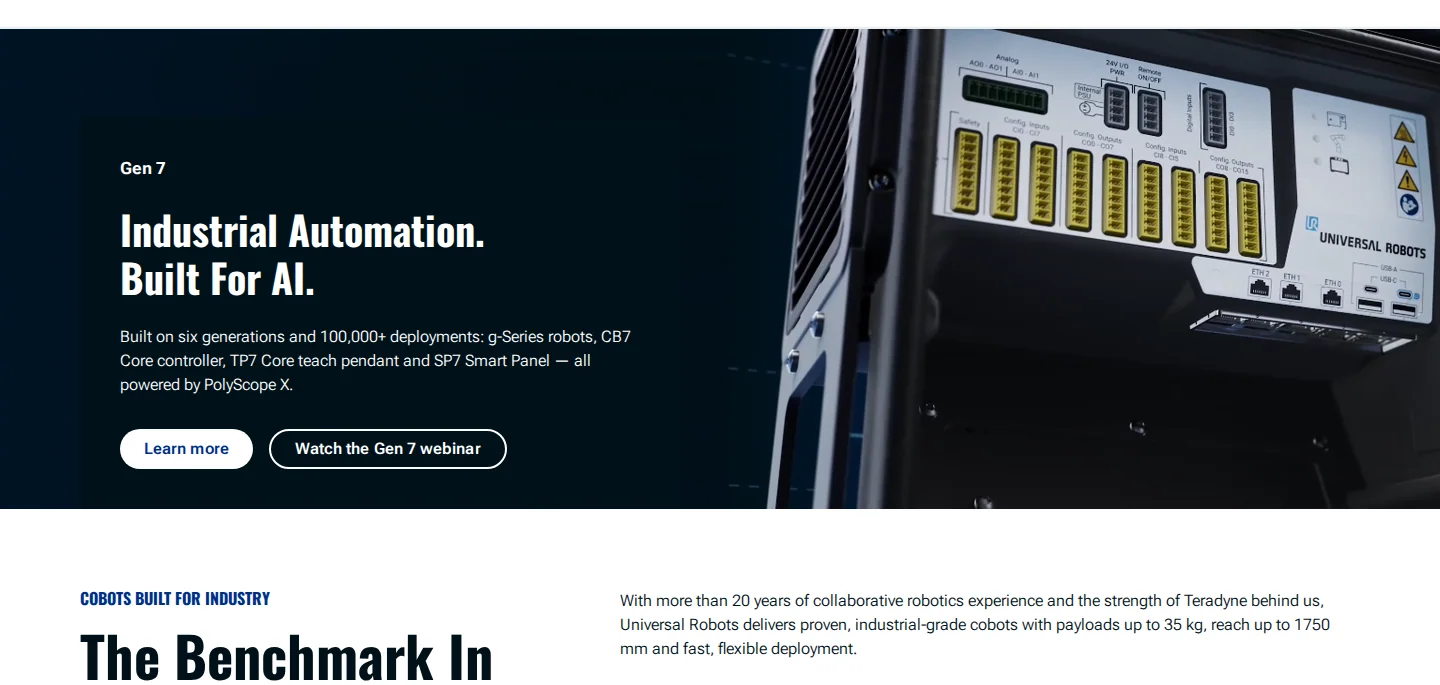 Gen 7
Industrial Automation.
Built For AI.
Built on six generations and 100,000+ deployments: g-Series robots, CB7
Core controller, TP7 Core teach pendant and SP7 Smart Panel — all
powered by PolyScope X.
Learn more
Watch the Gen 7 webinar
Analog
AO0 - AO1
AI0 - AI1
24V I/O
PWR
Remote
ON/OFF
Internal
PSU
Digital Inputs
DI0 - DI3
Safety
Config. Inputs
CI0 - CI7
Config. Outputs
CO0 - CO7
Config. Inputs
Config. Outputs
UR
UNIVERSAL ROBOTS
ETH 2
ETH 1
ETH 0
USB-A
USB-C
COBOTS BUILT FOR INDUSTRY
The Benchmark In
With more than 20 years of collaborative robotics experience and the strength of Teradyne behind us,
Universal Robots delivers proven, industrial-grade cobots with payloads up to 35 kg, reach up to 1750
mm and fast, flexible deployment.